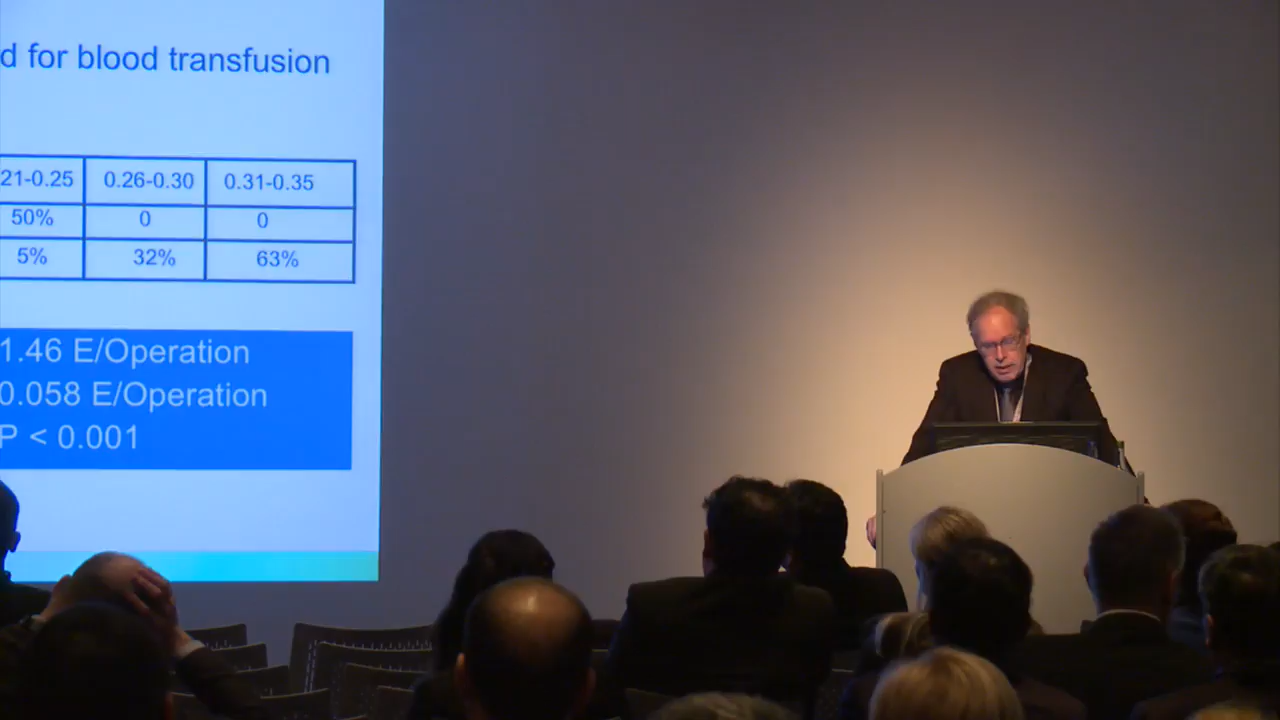 d for blood transfusion
21-0.25 0.26-0.30 0.31-0.35
50% 0 0
5% 32% 63%
1.46 E/Operation
0.058 E/Operation
P < 0.001